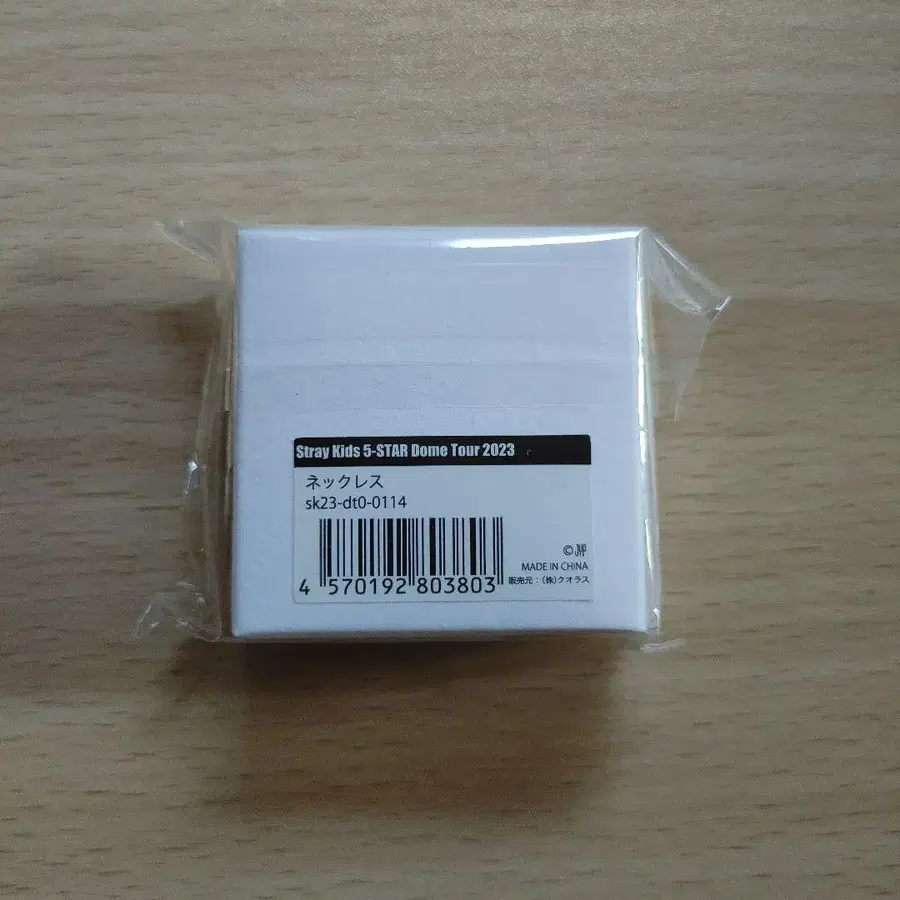 Stray Kids 5-STAR Dome Tour 2023
ネックレス
sk23-dt0-0114
4 570192 803803
© JYP
MADE IN CHINA
販売元：(株)クオラス